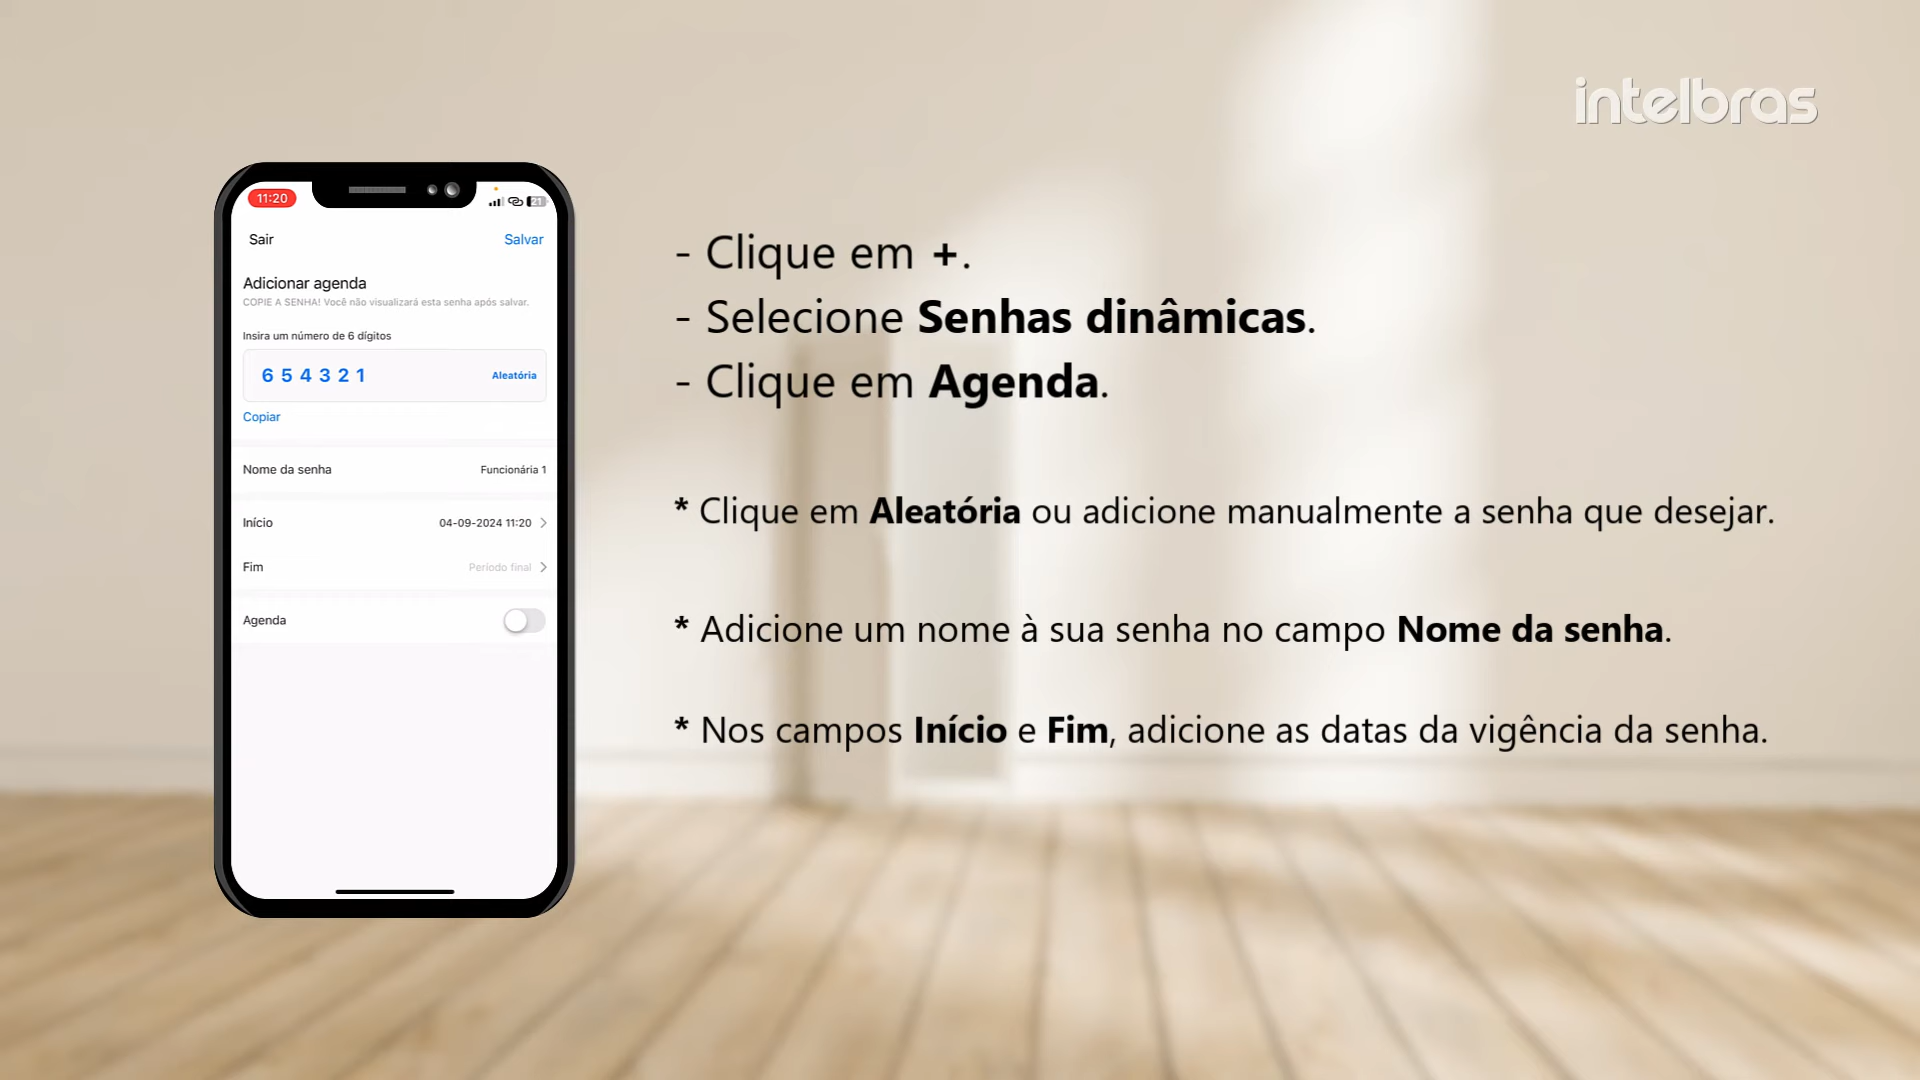 intelbras
11:20
21
Sair
Salvar
Adicionar agenda
COPIE A SENHA! Você não visualizará esta senha após salvar.
Insira um número de 6 dígitos
6 5 4 3 2 1
Aleatória
Copiar
Nome da senha
Funcionária 1
Início
04-09-2024 11:20
Fim
Período final
Agenda
- Clique em +.
- Selecione Senhas dinâmicas.
- Clique em Agenda.
* Clique em Aleatória ou adicione manualmente a senha que desejar.
* Adicione um nome à sua senha no campo Nome da senha.
* Nos campos Início e Fim, adicione as datas da vigência da senha.